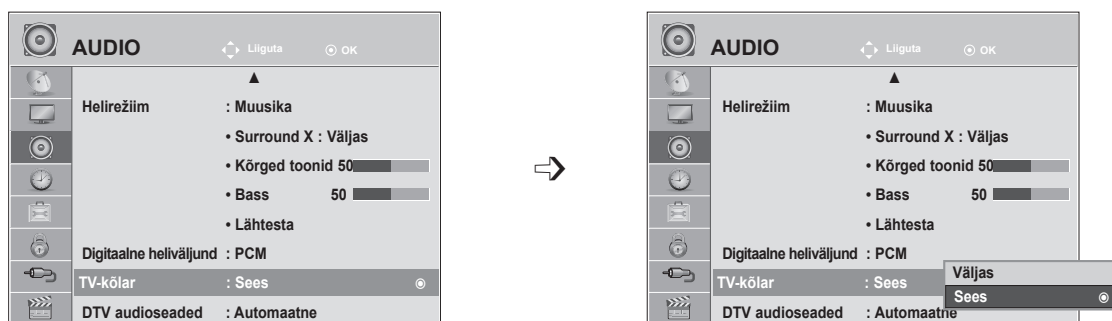 AUDIO Liiguta OK
▲
Helirežiim : Muusika
• Surround X : Väljas
• Kõrged toonid 50
• Bass 50
• Lähtesta
Digitaalne heliväljund : PCM
TV-kõlar : Sees
DTV audioseaded : Automaatne
AUDIO Liiguta OK
▲
Helirežiim : Muusika
• Surround X : Väljas
• Kõrged toonid 50
• Bass 50
• Lähtesta
Digitaalne heliväljund : PCM
Väljas
TV-kõlar : Sees
Sees
DTV audioseaded : Automaatne